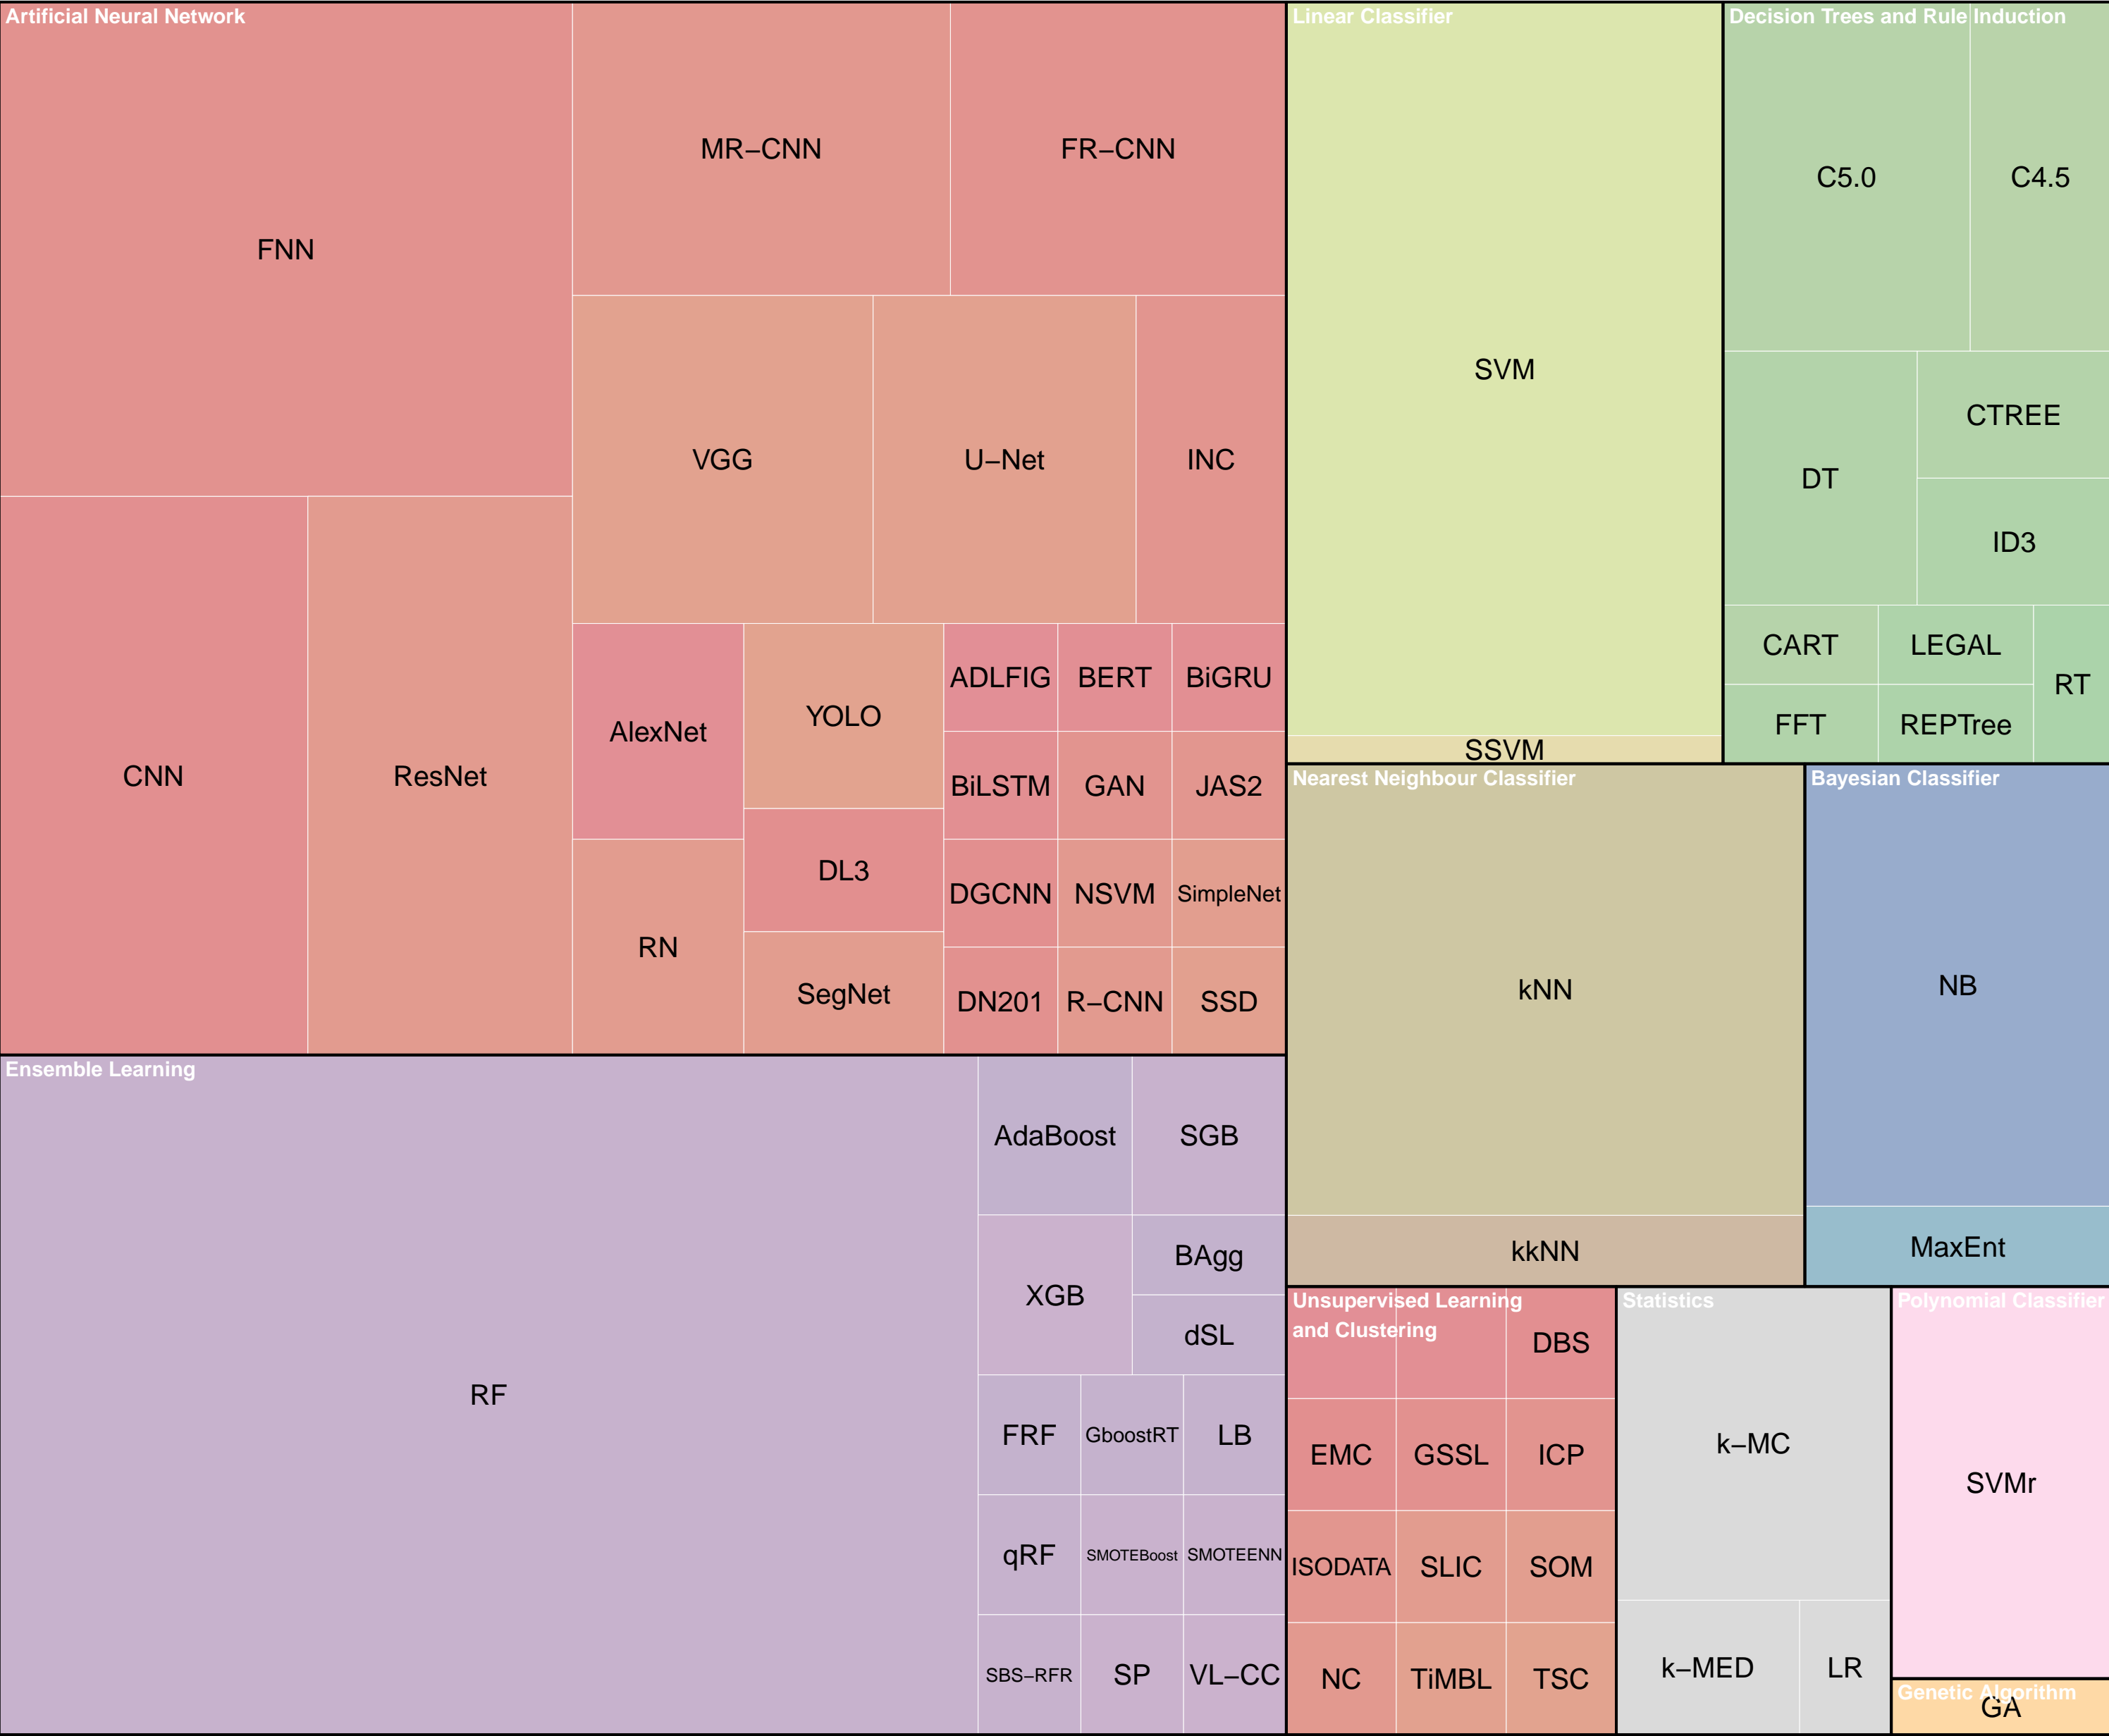 Artificial Neural Network
FNN
MR–CNN
FR–CNN
VGG
U–Net
INC
CNN
ResNet
AlexNet
YOLO
ADLFIG
BERT
BiGRU
BiLSTM
GAN
JAS2
DL3
DGCNN
NSVM
SimpleNet
RN
SegNet
DN201
R–CNN
SSD
Ensemble Learning
RF
AdaBoost
SGB
XGB
BAgg
dSL
FRF
GboostRT
LB
qRF
SMOTEBoost
SMOTEENN
SBS–RFR
SP
VL–CC
Linear Classifier
SVM
SSVM
Decision Trees and Rule Induction
C5.0
C4.5
DT
CTREE
ID3
CART
LEGAL
RT
FFT
REPTree
Nearest Neighbour Classifier
kNN
kkNN
Bayesian Classifier
NB
MaxEnt
Unsupervised Learning
and Clustering
DBS
EMC
GSSL
ICP
ISODATA
SLIC
SOM
NC
TiMBL
TSC
Statistics
k–MC
k–MED
LR
Polynomial Classifier
SVMr
Genetic Algorithm
GA